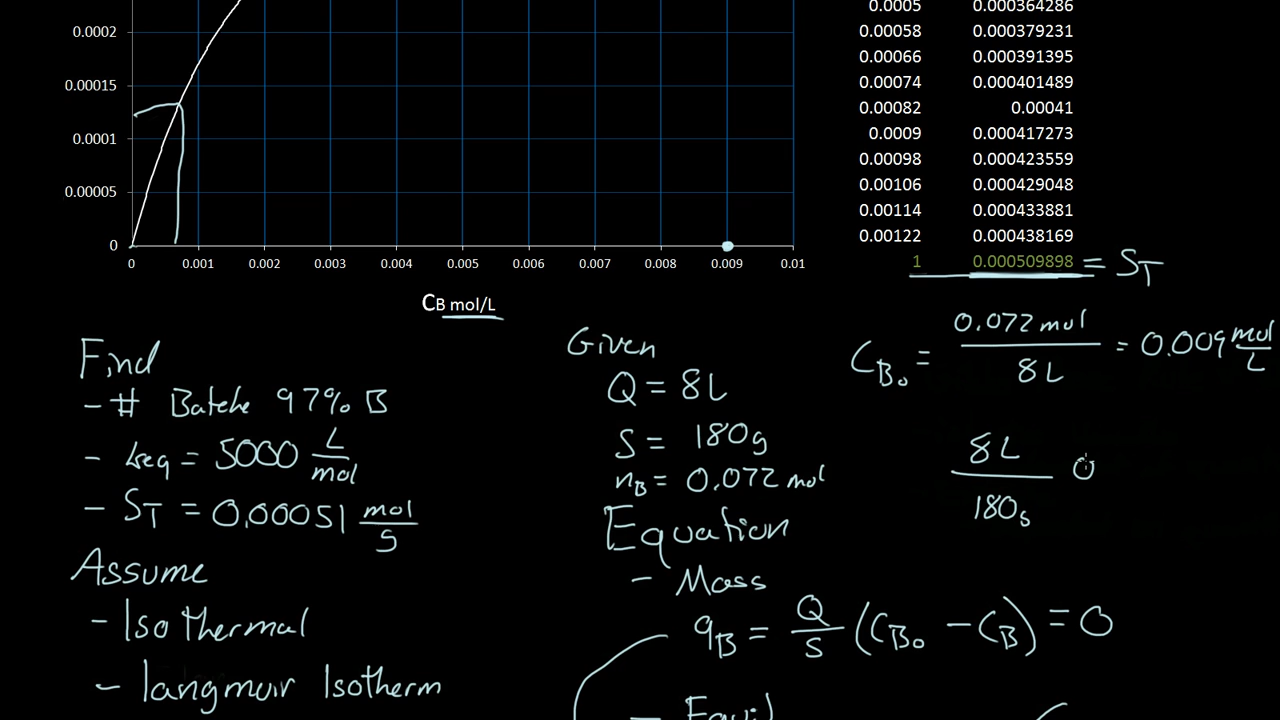 0.0002
0.00015
0.0001
0.00005
0
0 0.001 0.002 0.003 0.004 0.005 0.006 0.007 0.008 0.009 0.01
CB mol/L
0.0005 0.000364286
0.00058 0.000379231
0.00066 0.000391395
0.00074 0.000401489
0.00082 0.00041
0.0009 0.000417273
0.00098 0.000423559
0.00106 0.000429048
0.00114 0.000433881
0.00122 0.000438169
1 0.000509898 = ST
Find
- # Batche 97% B
- keq = 5000 L/mol
- ST = 0.00051 mol/g
Assume
- Isothermal
- langmuir Isotherm
Given
Q = 8L
S = 180g
nB = 0.072 mol
Equation
- Mass
qB = Q/S (CB0 - CB) = 0
- Equil
CB0 = 0.072 mol / 8L = 0.009 mol/L
8L / 180g 0